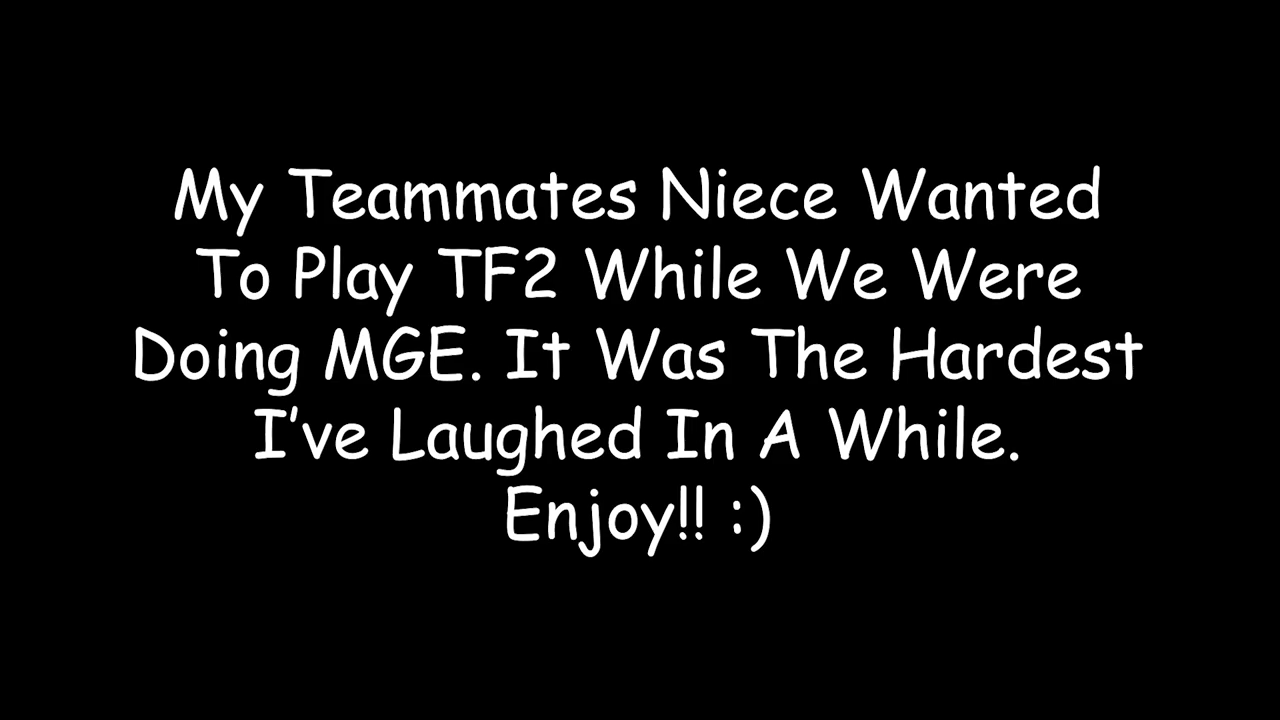 My Teammates Niece Wanted
To Play TF2 While We Were
Doing MGE. It Was The Hardest
I’ve Laughed In A While.
Enjoy!! :)